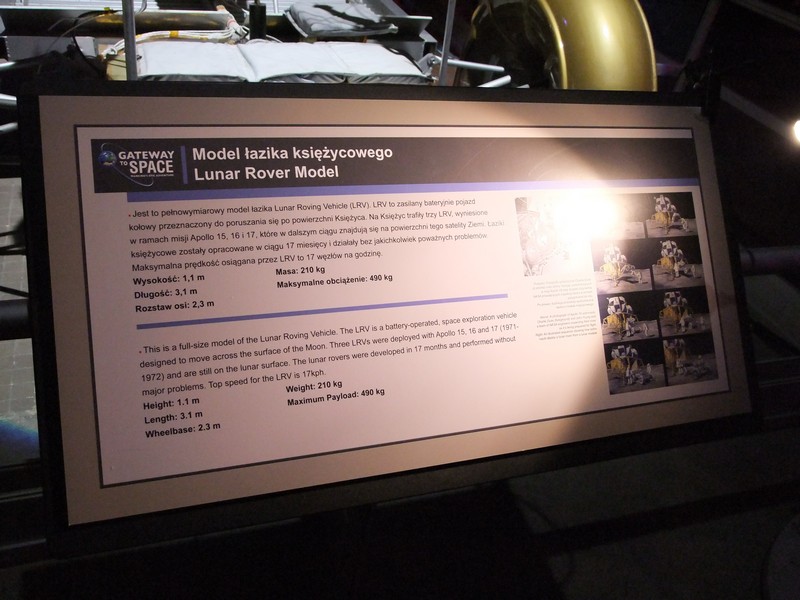 GATEWAY
TO SPACE
Model łazika księżycowego
Lunar Rover Model
Jest to pełnowymiarowy model łazika Lunar Roving Vehicle (LRV). LRV to zasilany bateryjnie pojazd
kołowy przeznaczony do poruszania się po powierzchni Księżyca. Na Księżyc trafiły trzy LRV, wyniesione
w ramach misji Apollo 15, 16 i 17, które w dalszym ciągu znajdują się na powierzchni tego satelity Ziemi. Łaziki
księżycowe zostały opracowane w ciągu 17 miesięcy i działały bez jakichkolwiek poważnych problemów.
Maksymalna prędkość osiągana przez LRV to 17 węzłów na godzinę.
Wysokość: 1,1 m
Masa: 210 kg
Długość: 3,1 m
Maksymalne obciążenie: 490 kg
Rozstaw osi: 2,3 m
This is a full-size model of the Lunar Roving Vehicle. The LRV is a battery-operated, space exploration vehicle
designed to move across the surface of the Moon. Three LRVs were deployed with Apollo 15, 16 and 17 (1971-
1972) and are still on the lunar surface. The lunar rovers were developed in 17 months and performed without
major problems. Top speed for the LRV is 17kph.
Height: 1.1 m
Weight: 210 kg
Length: 3.1 m
Maximum Payload: 490 kg
Wheelbase: 2.3 m